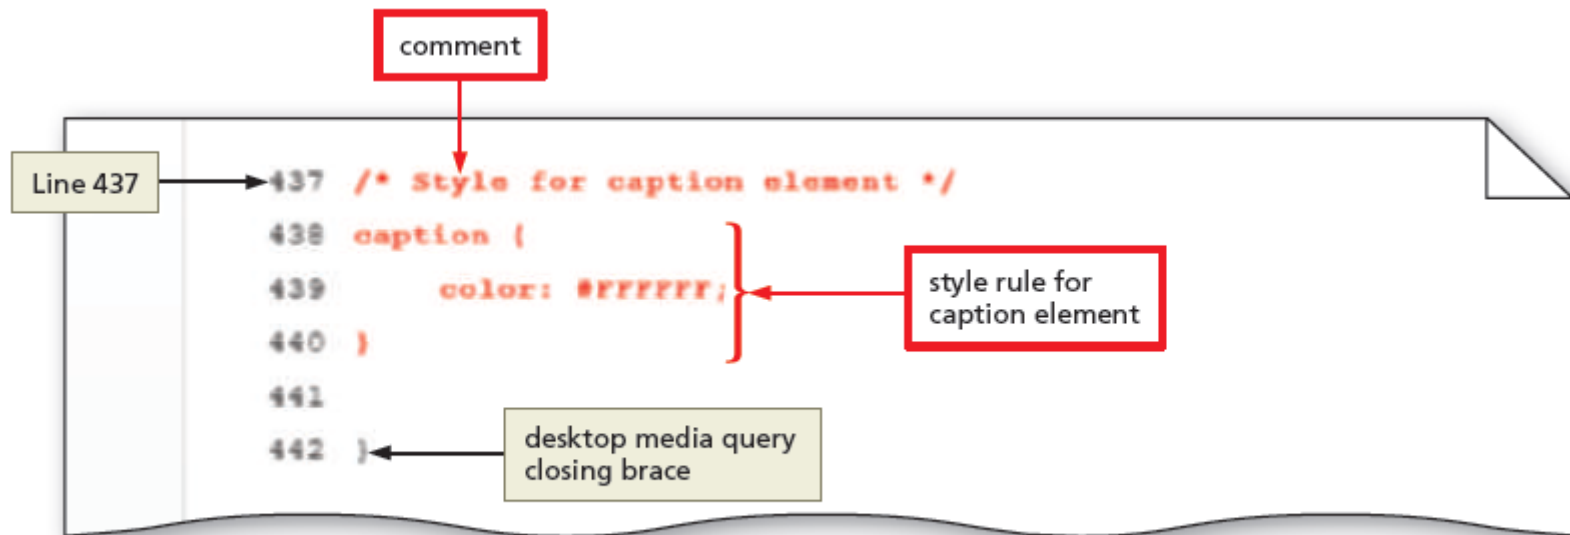 comment
Line 437
437 /* Style for caption element */
438 caption {
439 color: #FFFFFF;
440 }
style rule for
caption element
441
442 }
desktop media query
closing brace